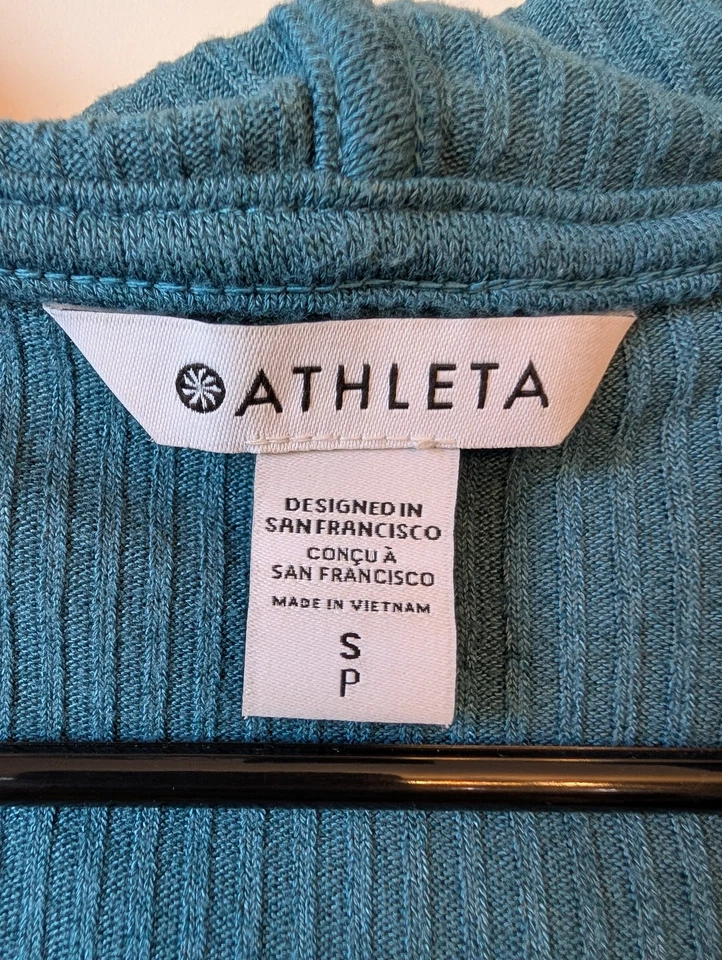 ATHLETA
DESIGNED IN
SAN FRANCISCO
CONÇU À
SAN FRANCISCO
MADE IN VIETNAM
S
P